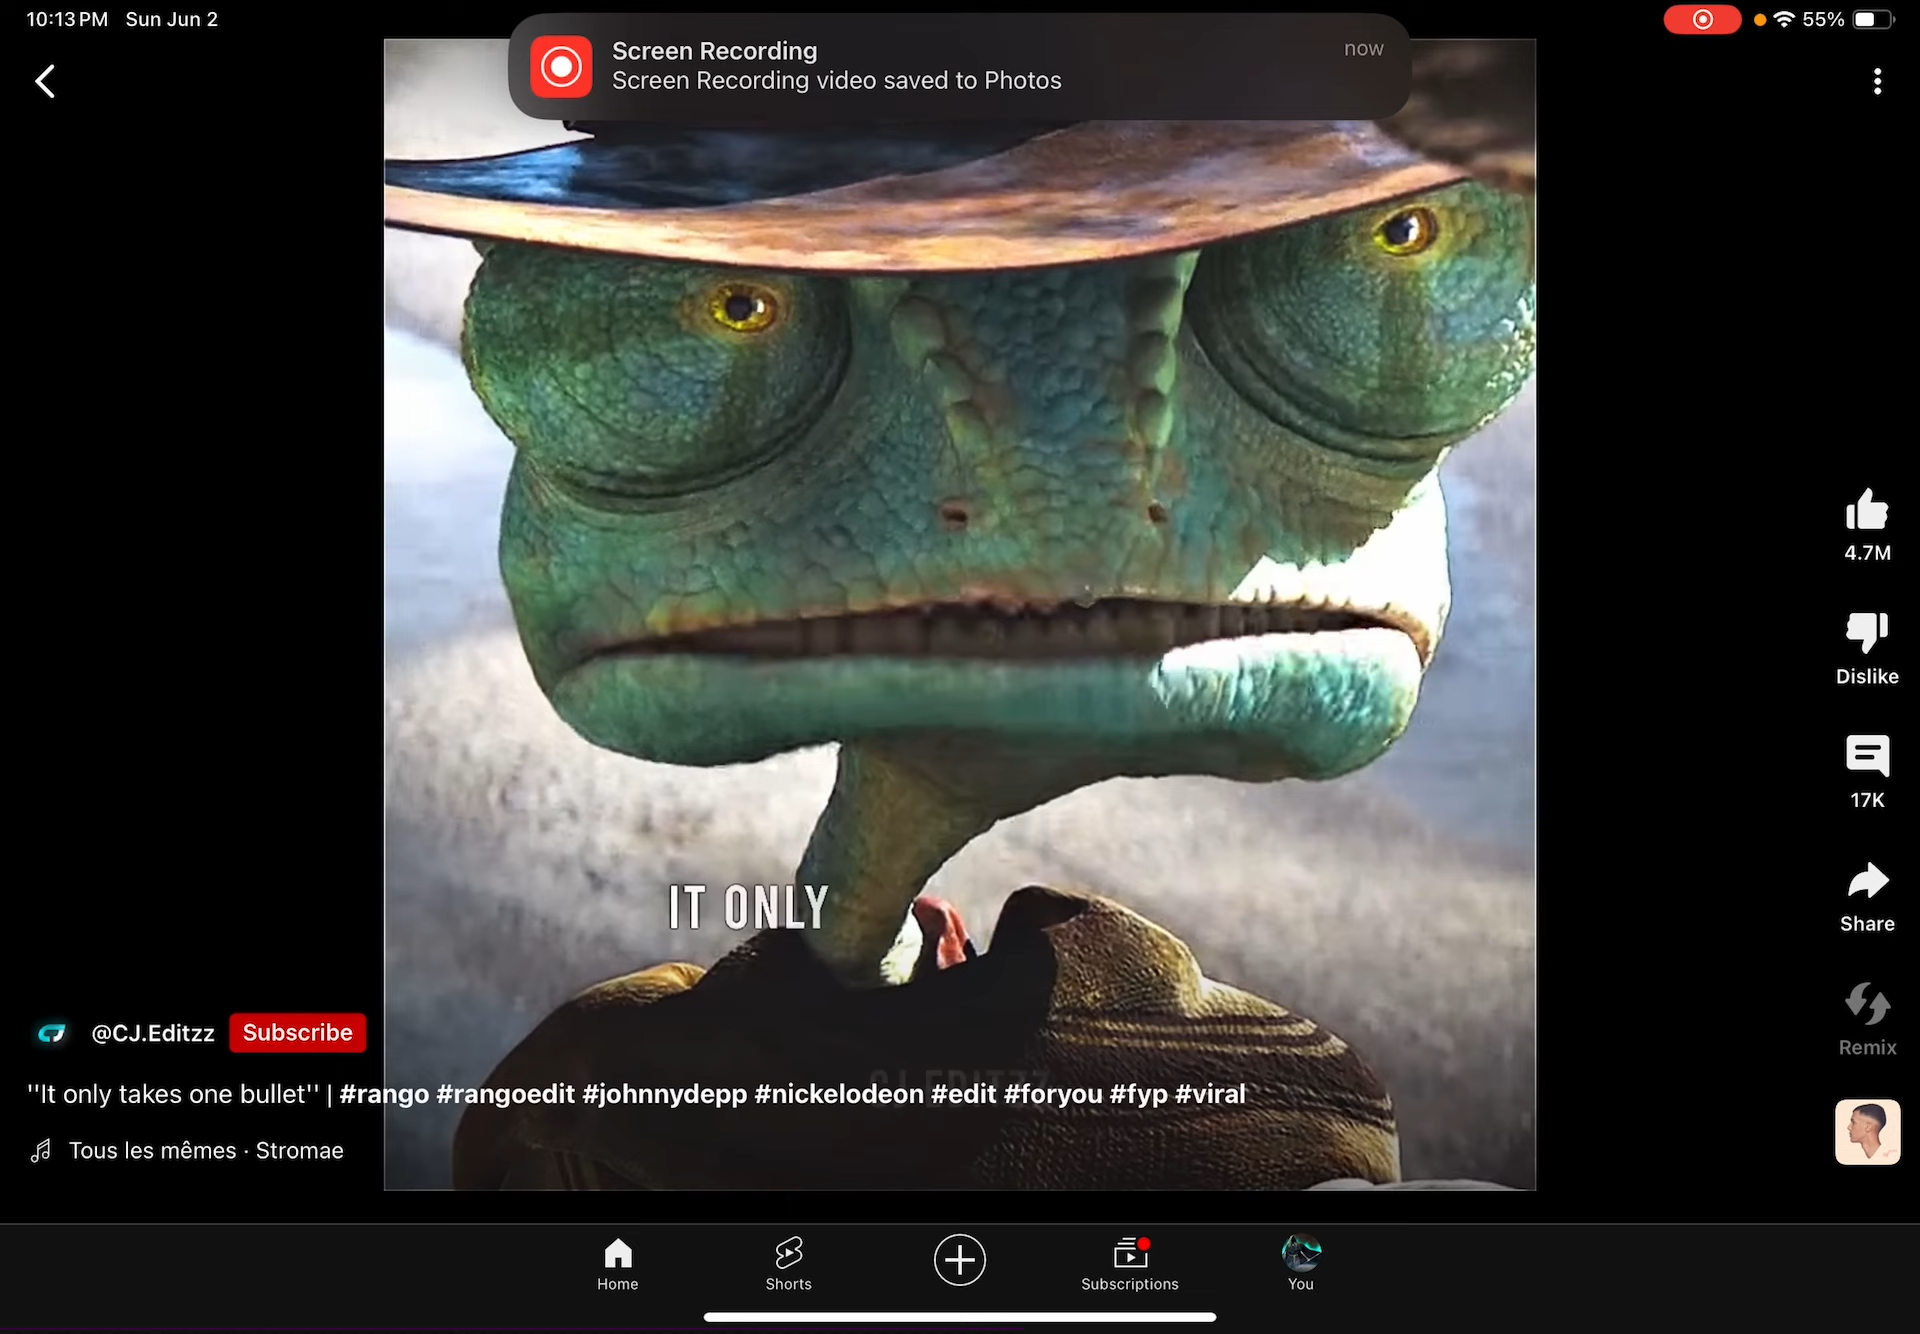 10:13 PM Sun Jun 2
55%
Screen Recording
now
Screen Recording video saved to Photos
4.7M
Dislike
17K
Share
Remix
IT ONLY
@CJ.Editzz Subscribe
CJ EDITZZ
''It only takes one bullet'' | #rango #rangoedit #johnnydepp #nickelodeon #edit #foryou #fyp #viral
Tous les mêmes · Stromae
Home
Shorts
Subscriptions
You